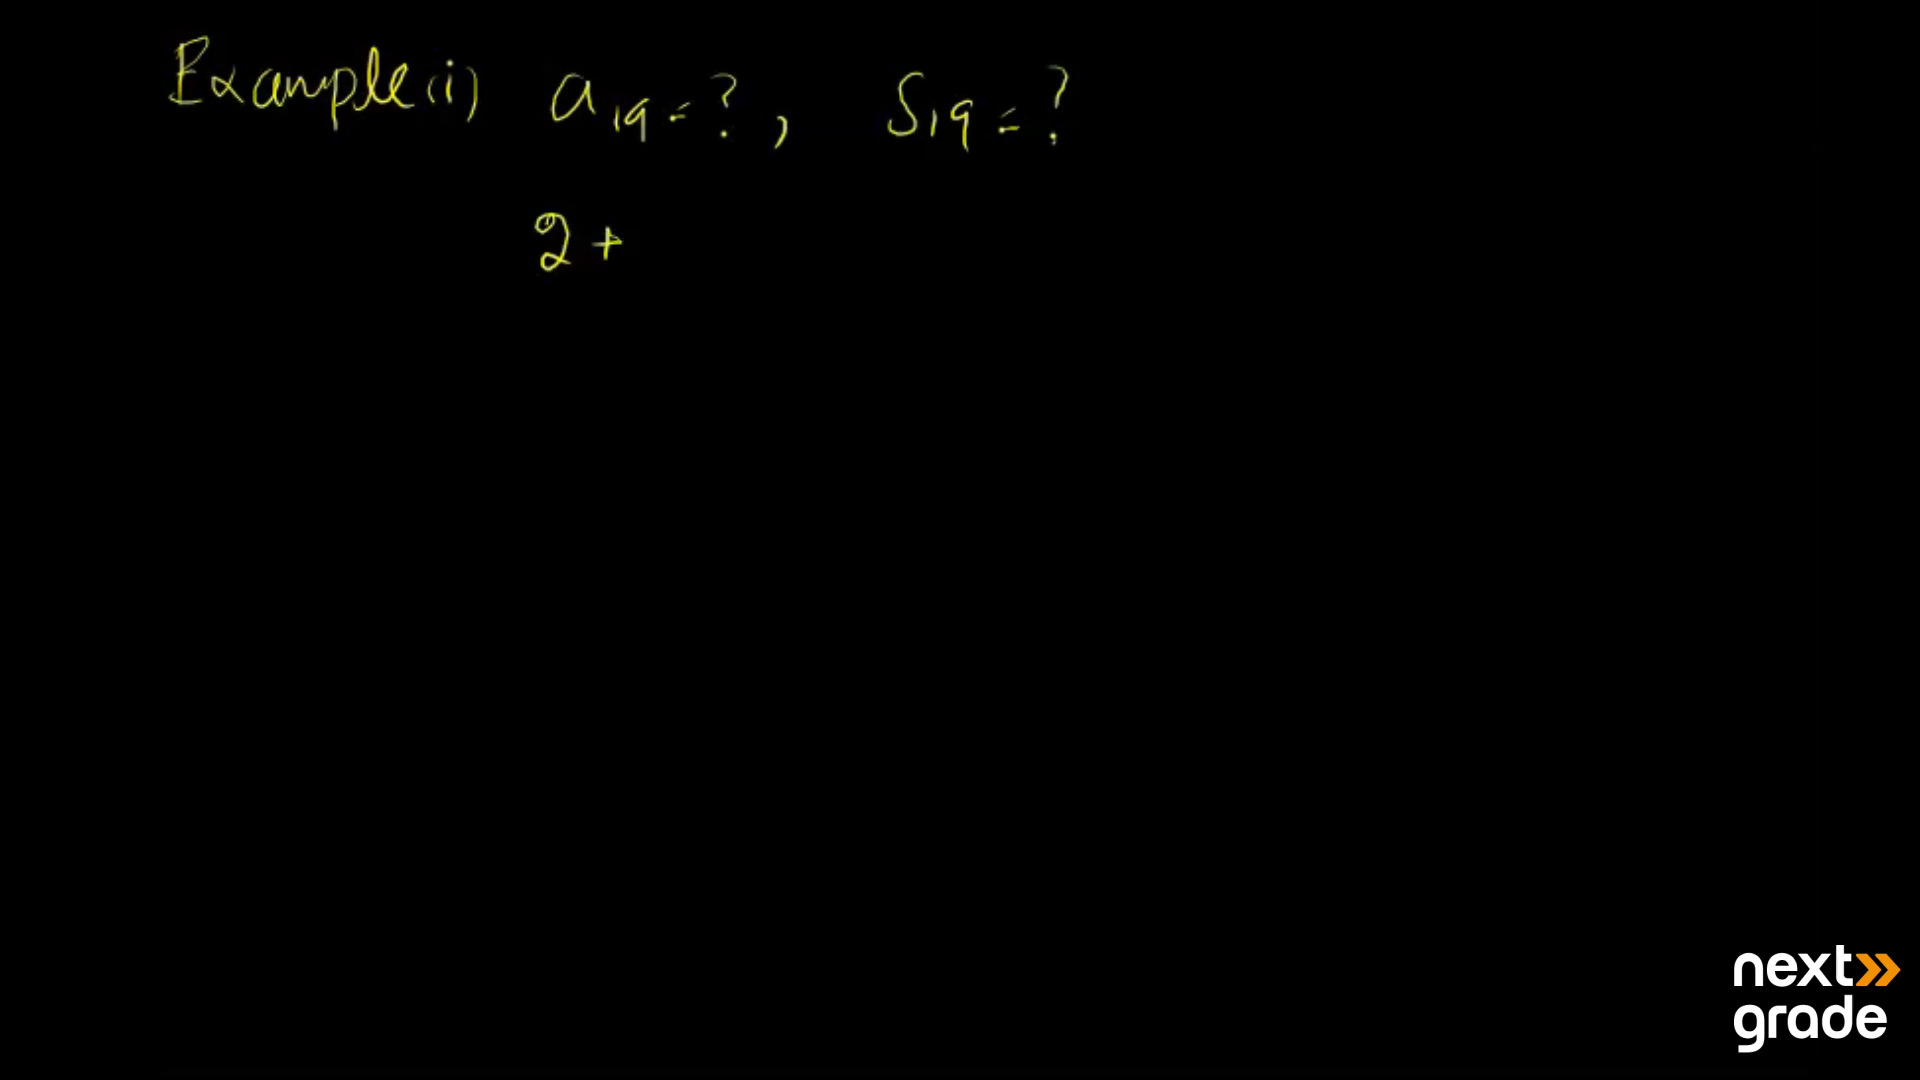 Example (i) a₁₉ = ?, S₁₉ = ?
2 +
next
grade